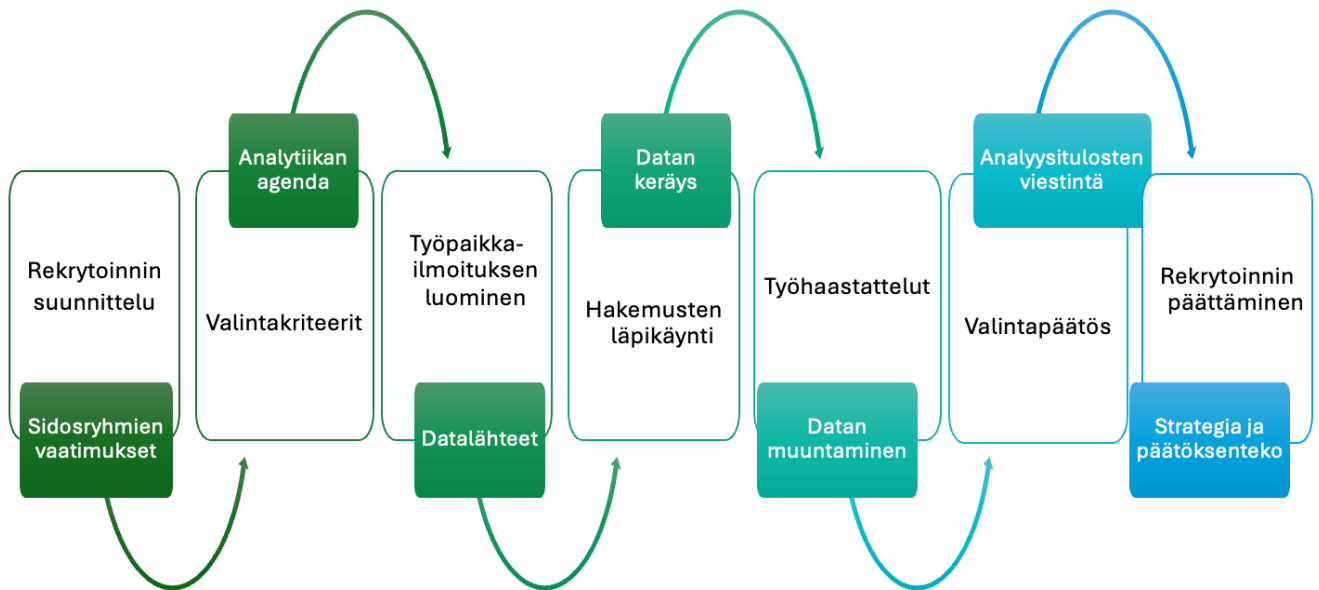 Rekrytoinnin
suunnittelu
Sidosryhmien
vaatimukset
Analytiikan
agenda
Valintakriteerit
Työpaikka-
ilmoituksen
luominen
Datalähteet
Datan
keräys
Hakemusten
läpikäynti
Työhaastattelut
Datan
muuntaminen
Analyysitulosten
viestintä
Valintapäätös
Rekrytoinnin
päättäminen
Strategia ja
päätöksenteko